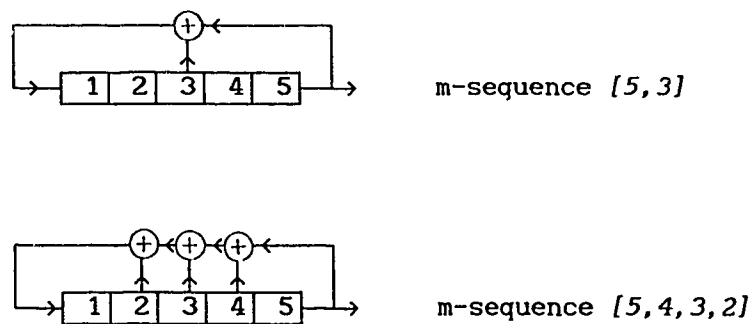 +
1 2 3 4 5 m-sequence [5,3]
+ + +
1 2 3 4 5 m-sequence [5,4,3,2]